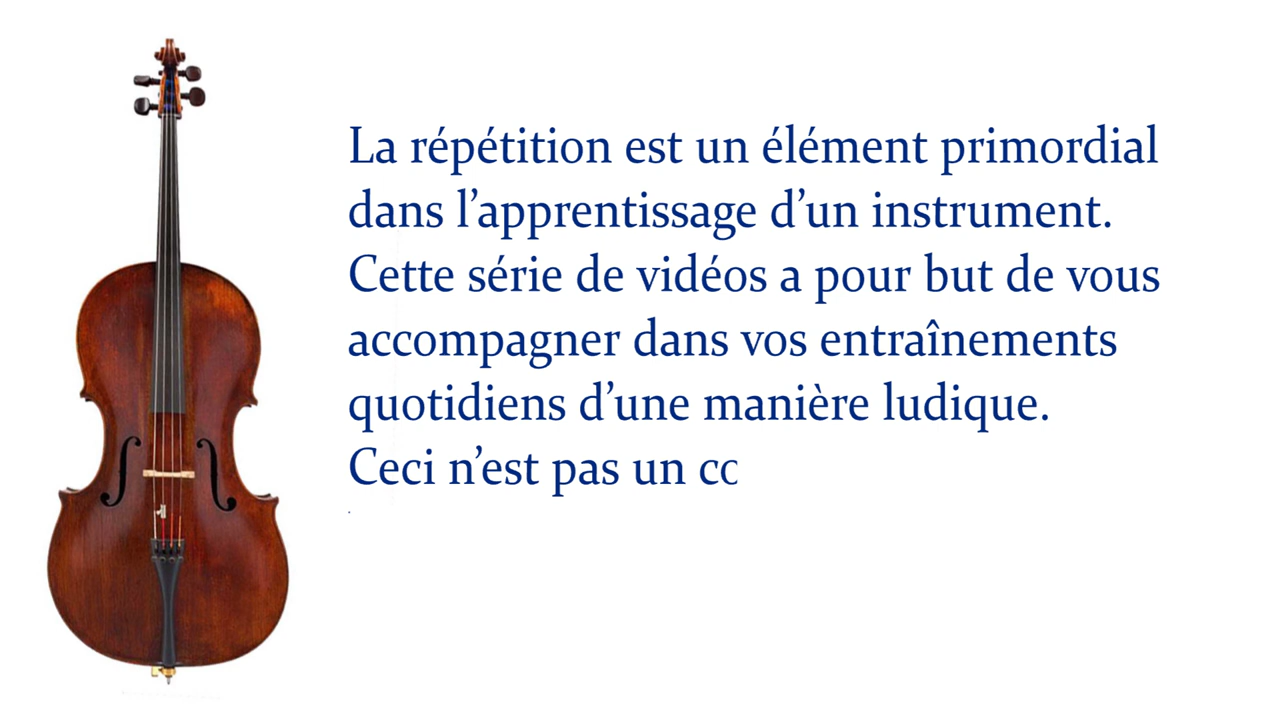 La répétition est un élément primordial
dans l’apprentissage d’un instrument.
Cette série de vidéos a pour but de vous
accompagner dans vos entraînements
quotidiens d’une manière ludique.
Ceci n’est pas un